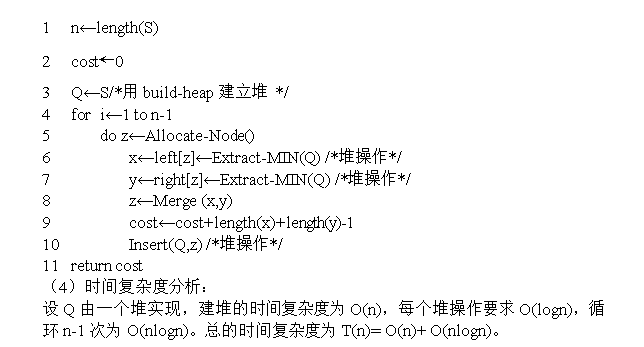 1 n←length(S)
2 cost←0
3 Q←S/*用 build-heap 建立堆 */
4 for i←1 to n-1
5 do z←Allocate-Node()
6 x←left[z]←Extract-MIN(Q) /*堆操作*/
7 y←right[z]←Extract-MIN(Q) /*堆操作*/
8 z←Merge (x,y)
9 cost←cost+length(x)+length(y)-1
10 Insert(Q,z) /*堆操作*/
11 return cost
（4）时间复杂度分析：
设 Q 由一个堆实现，建堆的时间复杂度为 O(n)，每个堆操作要求 O(logn)，循
环 n-1 次为 O(nlogn)。总的时间复杂度为 T(n)= O(n)+ O(nlogn)。